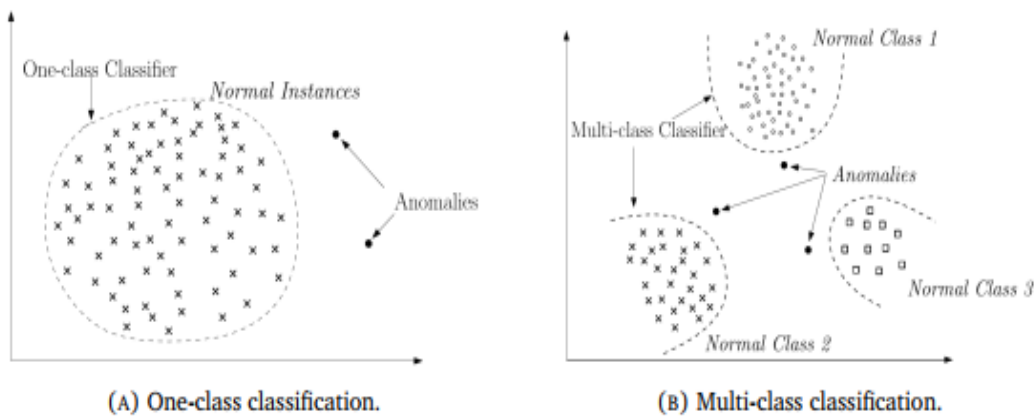 One-class Classifier
Normal Instances
Anomalies
(A) One-class classification.
Normal Class 1
Multi-class Classifier
Anomalies
Normal Class 3
Normal Class 2
(B) Multi-class classification.